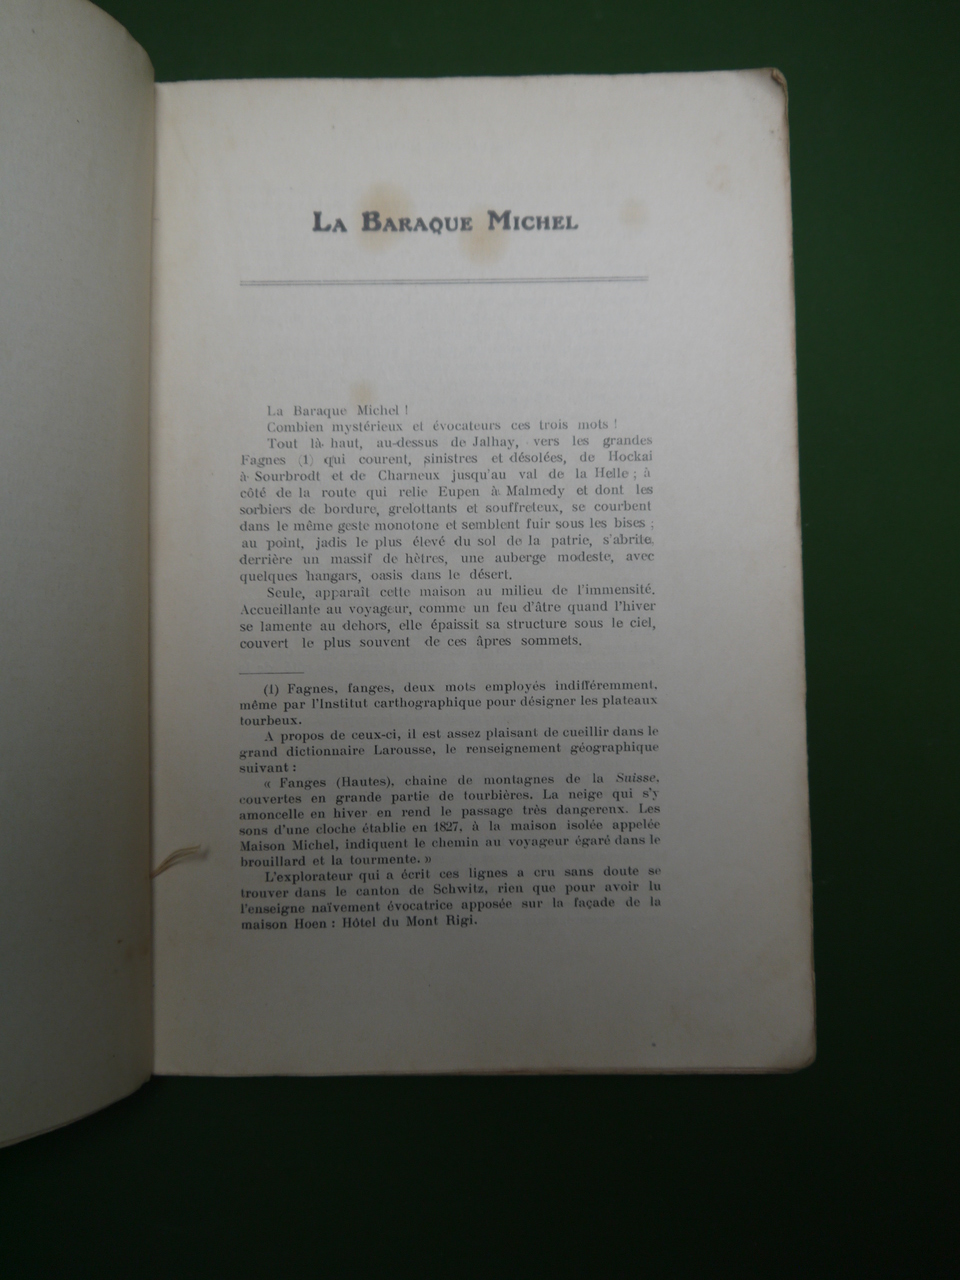 LA BARAQUE MICHEL
La Baraque Michel !
Combien mystérieux et évocateurs ces trois mots !
Tout là-haut, au-dessus de Jalhay, vers les grandes
Fagnes (1) qui courent, sinistres et désolées, de Hockai
à Sourbrodt et de Charneux jusqu'au val de la Helle ; à
côté de la route qui relie Eupen à Malmedy et dont les
sorbiers de bordure, grelottants et souffreteux, se courbent
dans le même geste monotone et semblent fuir sous les bises ;
au point, jadis le plus élevé du sol de la patrie, s'abrite,
derrière un massif de hêtres, une auberge modeste, avec
quelques hangars, oasis dans le désert.
Seule, apparaît cette maison au milieu de l'immensité.
Accueillante au voyageur, comme un feu d'âtre quand l'hiver
se lamente au dehors, elle épaissit sa structure sous le ciel,
couvert le plus souvent de ces âpres sommets.
(1) Fagnes, fanges, deux mots employés indifféremment,
même par l'Institut carthographique pour désigner les plateaux
tourbeux.
A propos de ceux-ci, il est assez plaisant de cueillir dans le
grand dictionnaire Larousse, le renseignement géographique
suivant :
« Fanges (Hautes), chaine de montagnes de la Suisse,
couvertes en grande partie de tourbières. La neige qui s'y
amoncelle en hiver en rend le passage très dangereux. Les
sons d'une cloche établie en 1827, à la maison isolée appelée
Maison Michel, indiquent le chemin au voyageur égaré dans le
brouillard et la tourmente. »
L'explorateur qui a écrit ces lignes a cru sans doute se
trouver dans le canton de Schwitz, rien que pour avoir lu
l'enseigne naïvement évocatrice apposée sur la façade de la
maison Hoen : Hôtel du Mont Rigi.